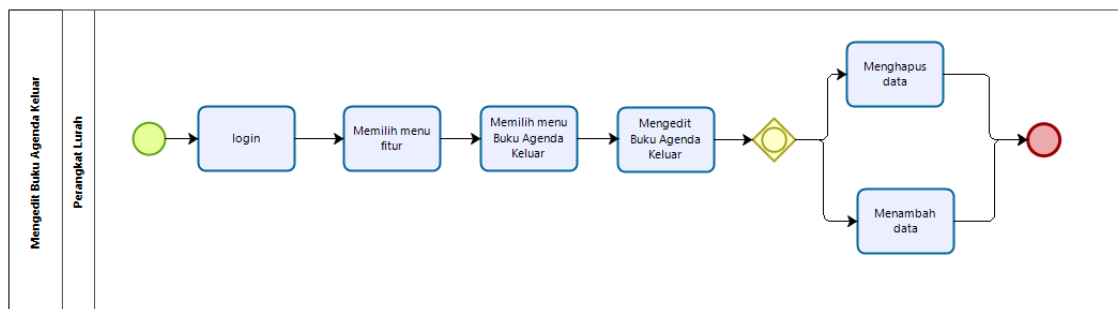 Mengedit Buku Agenda Keluar
Perangkat Lurah
login
Memilih menu
fitur
Memilih menu
Buku Agenda
Keluar
Mengedit
Buku Agenda
Keluar
Menghapus
data
Menambah
data